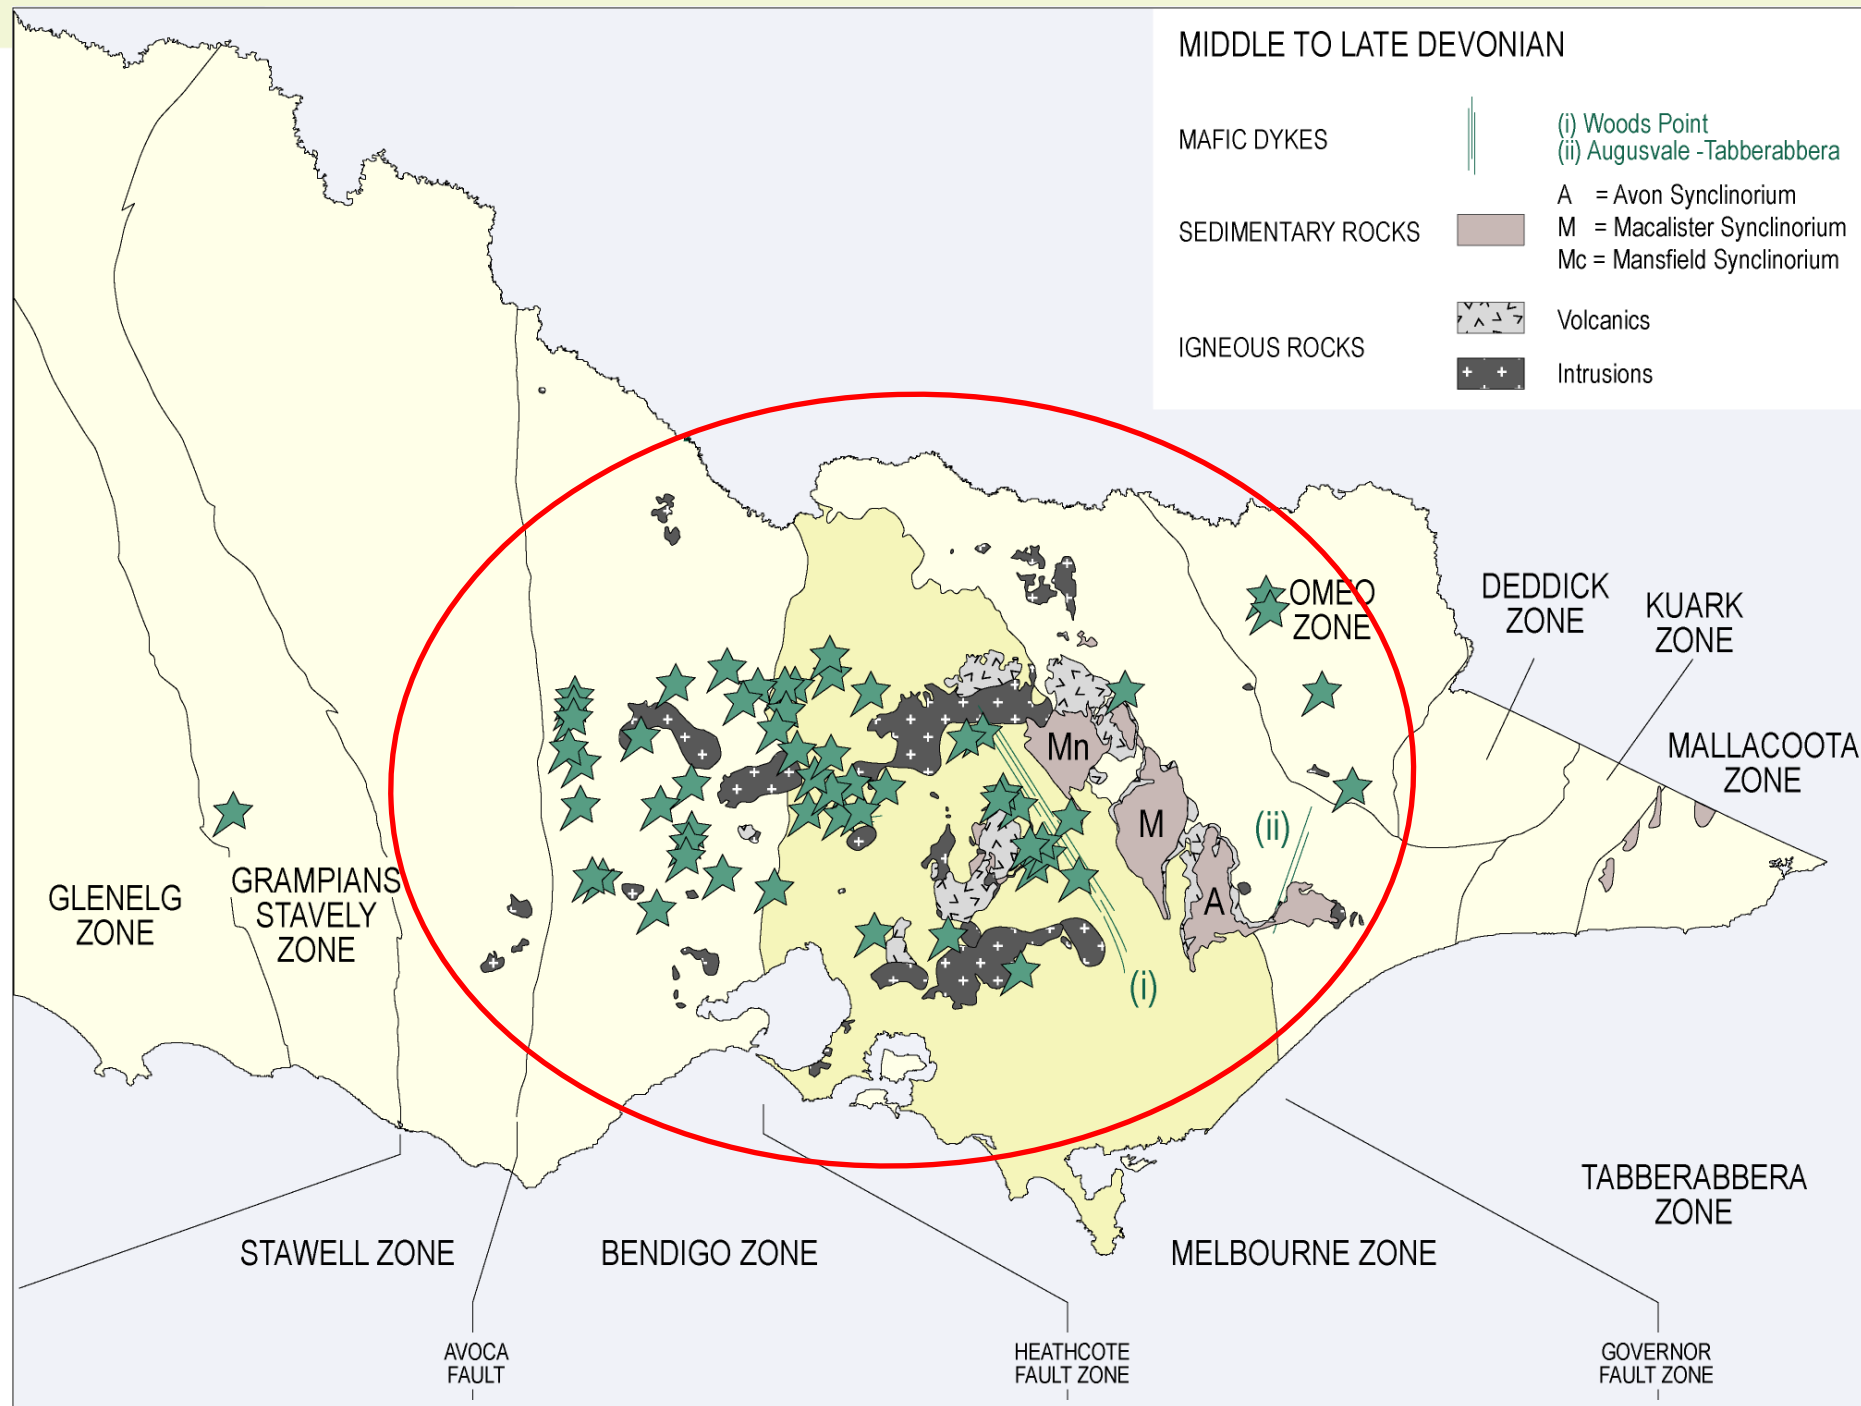 MIDDLE TO LATE DEVONIAN
MAFIC DYKES
(i) Woods Point
(ii) Augusvale -Tabberabbera
SEDIMENTARY ROCKS
A = Avon Synclinorium
M = Macalister Synclinorium
Mc = Mansfield Synclinorium
IGNEOUS ROCKS
Volcanics
Intrusions
OMEO
ZONE
DEDDICK
ZONE
KUARK
ZONE
MALLACOOTA
ZONE
Mn
M
A
(ii)
(i)
GLENELG
ZONE
GRAMPIANS
STAVELY
ZONE
TABBERABBERA
ZONE
STAWELL ZONE
BENDIGO ZONE
MELBOURNE ZONE
AVOCA
FAULT
HEATHCOTE
FAULT ZONE
GOVERNOR
FAULT ZONE